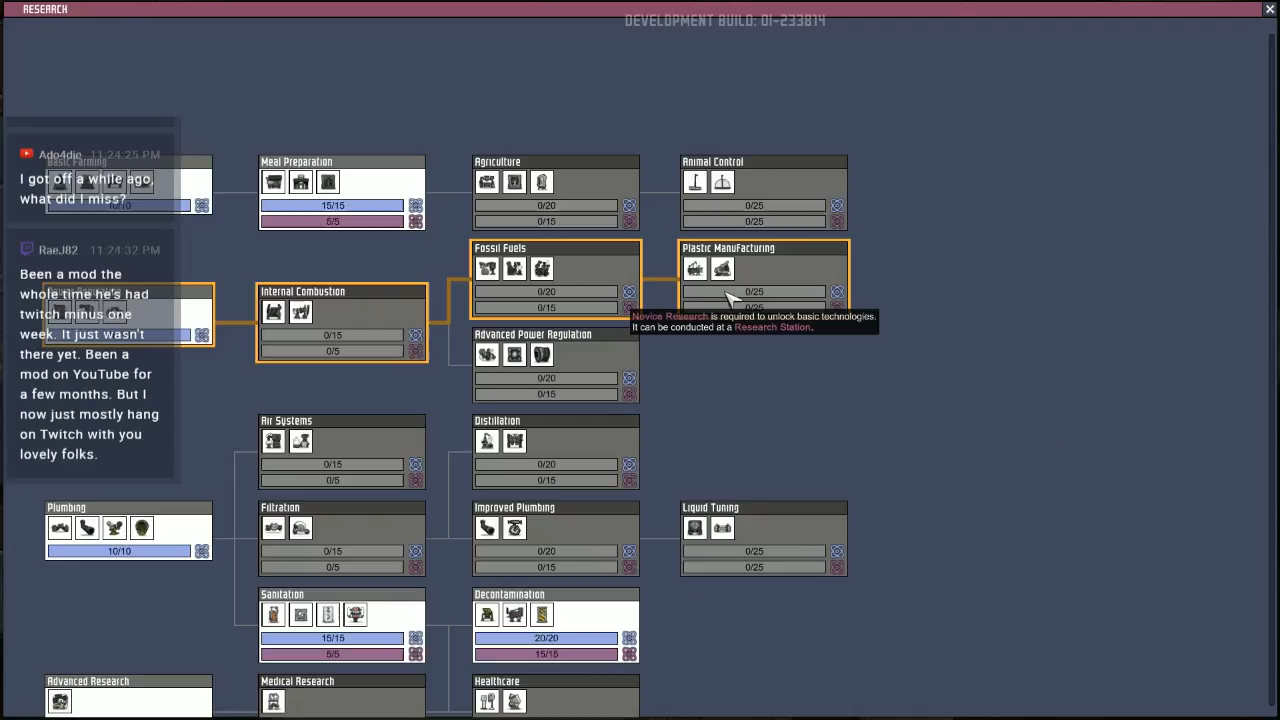 RESEARCH
DEVELOPMENT BUILD: 01-233814
Ado4die 11:24:25 PM
I got off a while ago,
what did I miss?
RaeJ82 11:24:32 PM
Been a mod the
whole time he's had
twitch minus one
week. It just wasn't
there yet. Been a
mod on YouTube for
a few months. But I
now just mostly hang
on Twitch with you
lovely folks.
Basic Farming
10/10
Meal Preparation
15/15
5/5
Agriculture
0/20
0/15
Animal Control
0/25
0/25
Power Regulation
Internal Combustion
0/15
0/5
Fossil Fuels
0/20
0/15
Plastic Manufacturing
0/25
0/25
Novice Research is required to unlock basic technologies.
It can be conducted at a Research Station.
Advanced Power Regulation
0/20
0/15
Air Systems
0/15
0/5
Distillation
0/20
0/15
Plumbing
10/10
Filtration
0/15
0/5
Improved Plumbing
0/20
0/15
Liquid Tuning
0/25
0/25
Sanitation
15/15
5/5
Decontamination
20/20
15/15
Advanced Research
Medical Research
Healthcare